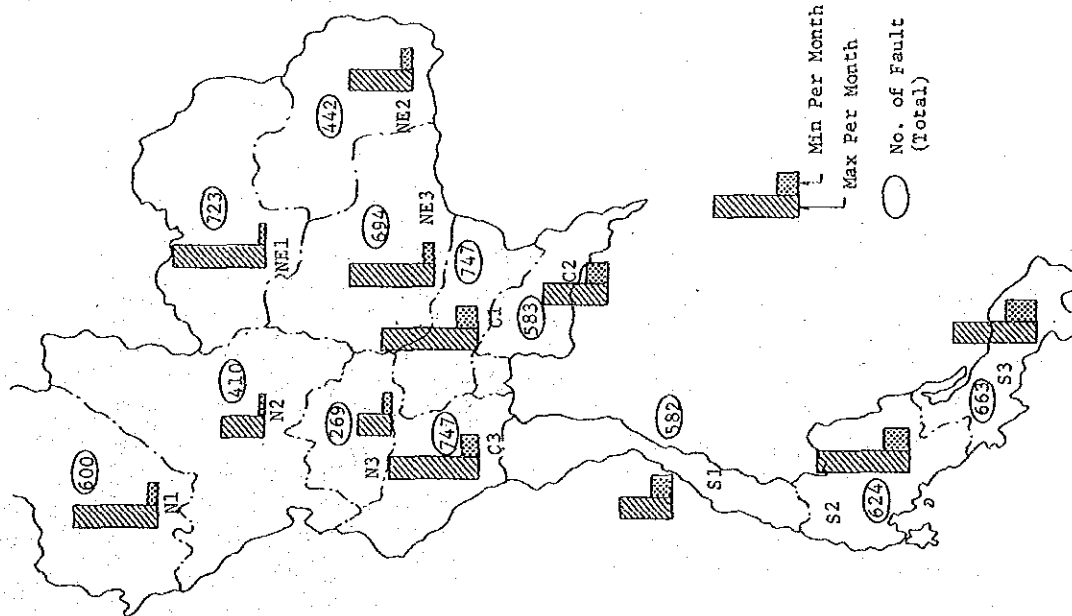 600
N1
410
N2
723
NE1
442
NE2
269
N3
694
NE3
747
C3
747
C1
583
C2
582
S1
S2
624
663
S3
Min Per Month
Max Per Month
No. of Fault
(Total)